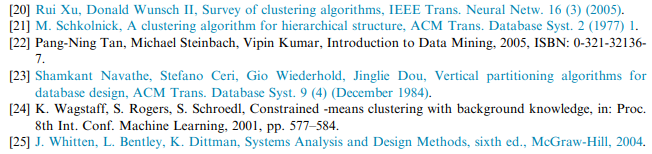 [20] Rui Xu, Donald Wunsch II, Survey of clustering algorithms, IEEE Trans. Neural Netw. 16 (3) (2005).
[21] M. Schkolnick, A clustering algorithm for hierarchical structure, ACM Trans. Database Syst. 2 (1977) 1.
[22] Pang-Ning Tan, Michael Steinbach, Vipin Kumar, Introduction to Data Mining, 2005, ISBN: 0-321-32136-
7.
[23] Shamkant Navathe, Stefano Ceri, Gio Wiederhold, Jinglie Dou, Vertical partitioning algorithms for
database design, ACM Trans. Database Syst. 9 (4) (December 1984).
[24] K. Wagstaff, S. Rogers, S. Schroedl, Constrained -means clustering with background knowledge, in: Proc.
8th Int. Conf. Machine Learning, 2001, pp. 577–584.
[25] J. Whitten, L. Bentley, K. Dittman, Systems Analysis and Design Methods, sixth ed., McGraw-Hill, 2004.